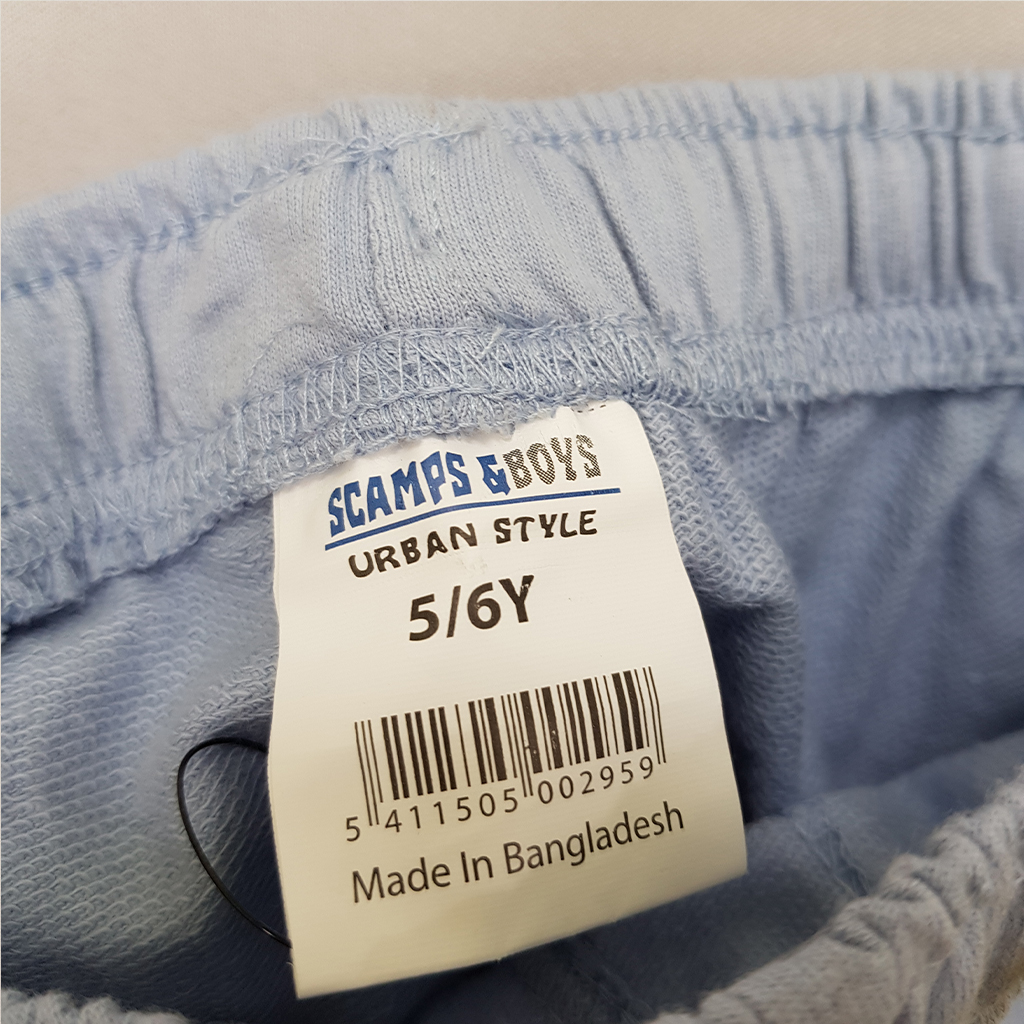 SCAMPS &BOYS
URBAN STYLE
5/6Y
5 411505 002959
Made In Bangladesh